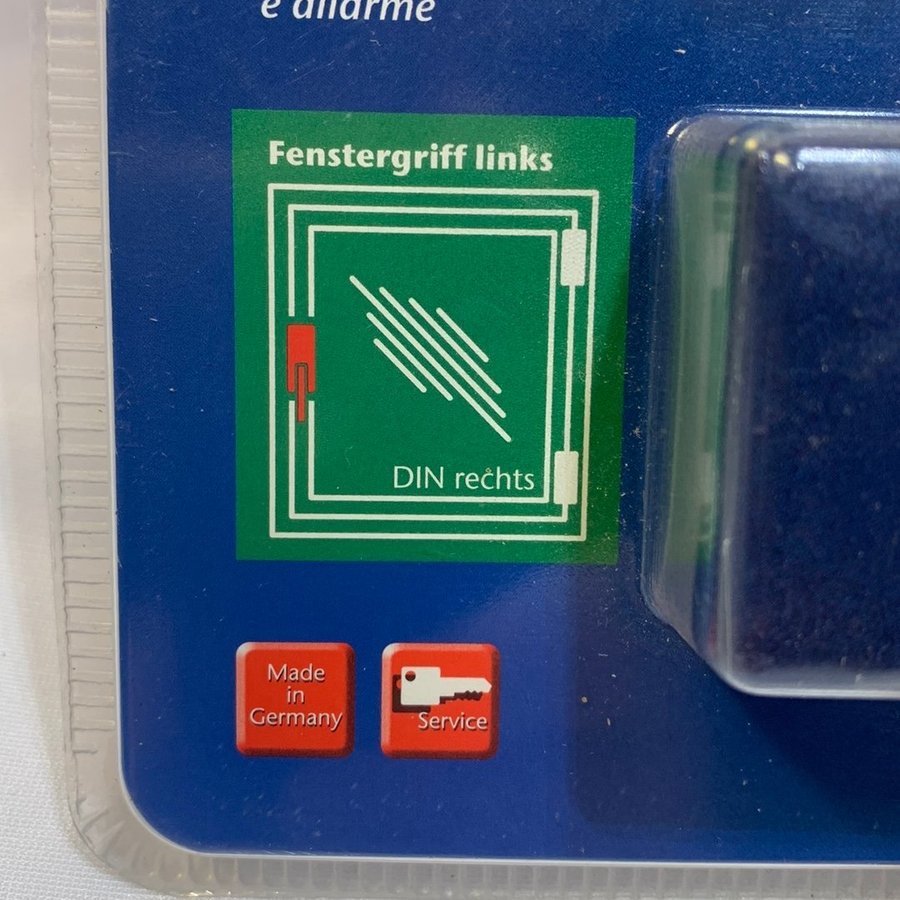 e allarme
Fenstergriff links
DIN rechts
Made
in
Germany
Service